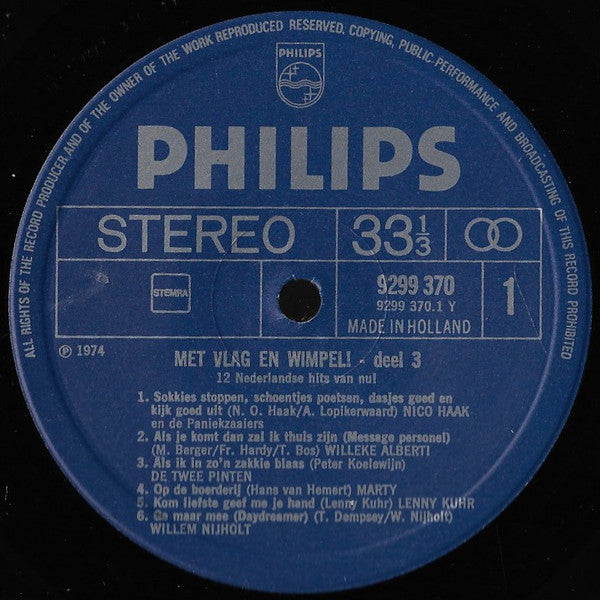 ALL RIGHTS OF THE RECORD PRODUCER AND OF THE OWNER OF THE WORK REPRODUCED RESERVED. COPYING, PUBLIC PERFORMANCE AND BROADCASTING OF THIS RECORD PROHIBITED
PHILIPS
PHILIPS
STEREO 33 1/3
STEMRA
9299 370
9299 370.1 Y
MADE IN HOLLAND
1
℗ 1974
MET VLAG EN WIMPEL! - deel 3
12 Nederlandse hits van nu!
1. Sokkies stoppen, schoentjes poetsen, dasjes goed en
kijk goed uit (N. O. Haak/A. Lopikerwaard) NICO HAAK
en de Paniekzaaiers
2. Als je komt dan zal ik thuis zijn (Message personel)
(M. Berger/Fr. Hardy/T. Bos) WILLEKE ALBERTI
3. Als ik in zo'n zakkie blaas (Peter Koelewijn)
DE TWEE PINTEN
4. Op de boerderij (Hans van Hemert) MARTY
5. Kom liefste geef me je hand (Lenny Kuhr) LENNY KUHR
6. Ga maar mee (Daydreamer) (T. Dempsey/W. Nijholt)
WILLEM NIJHOLT